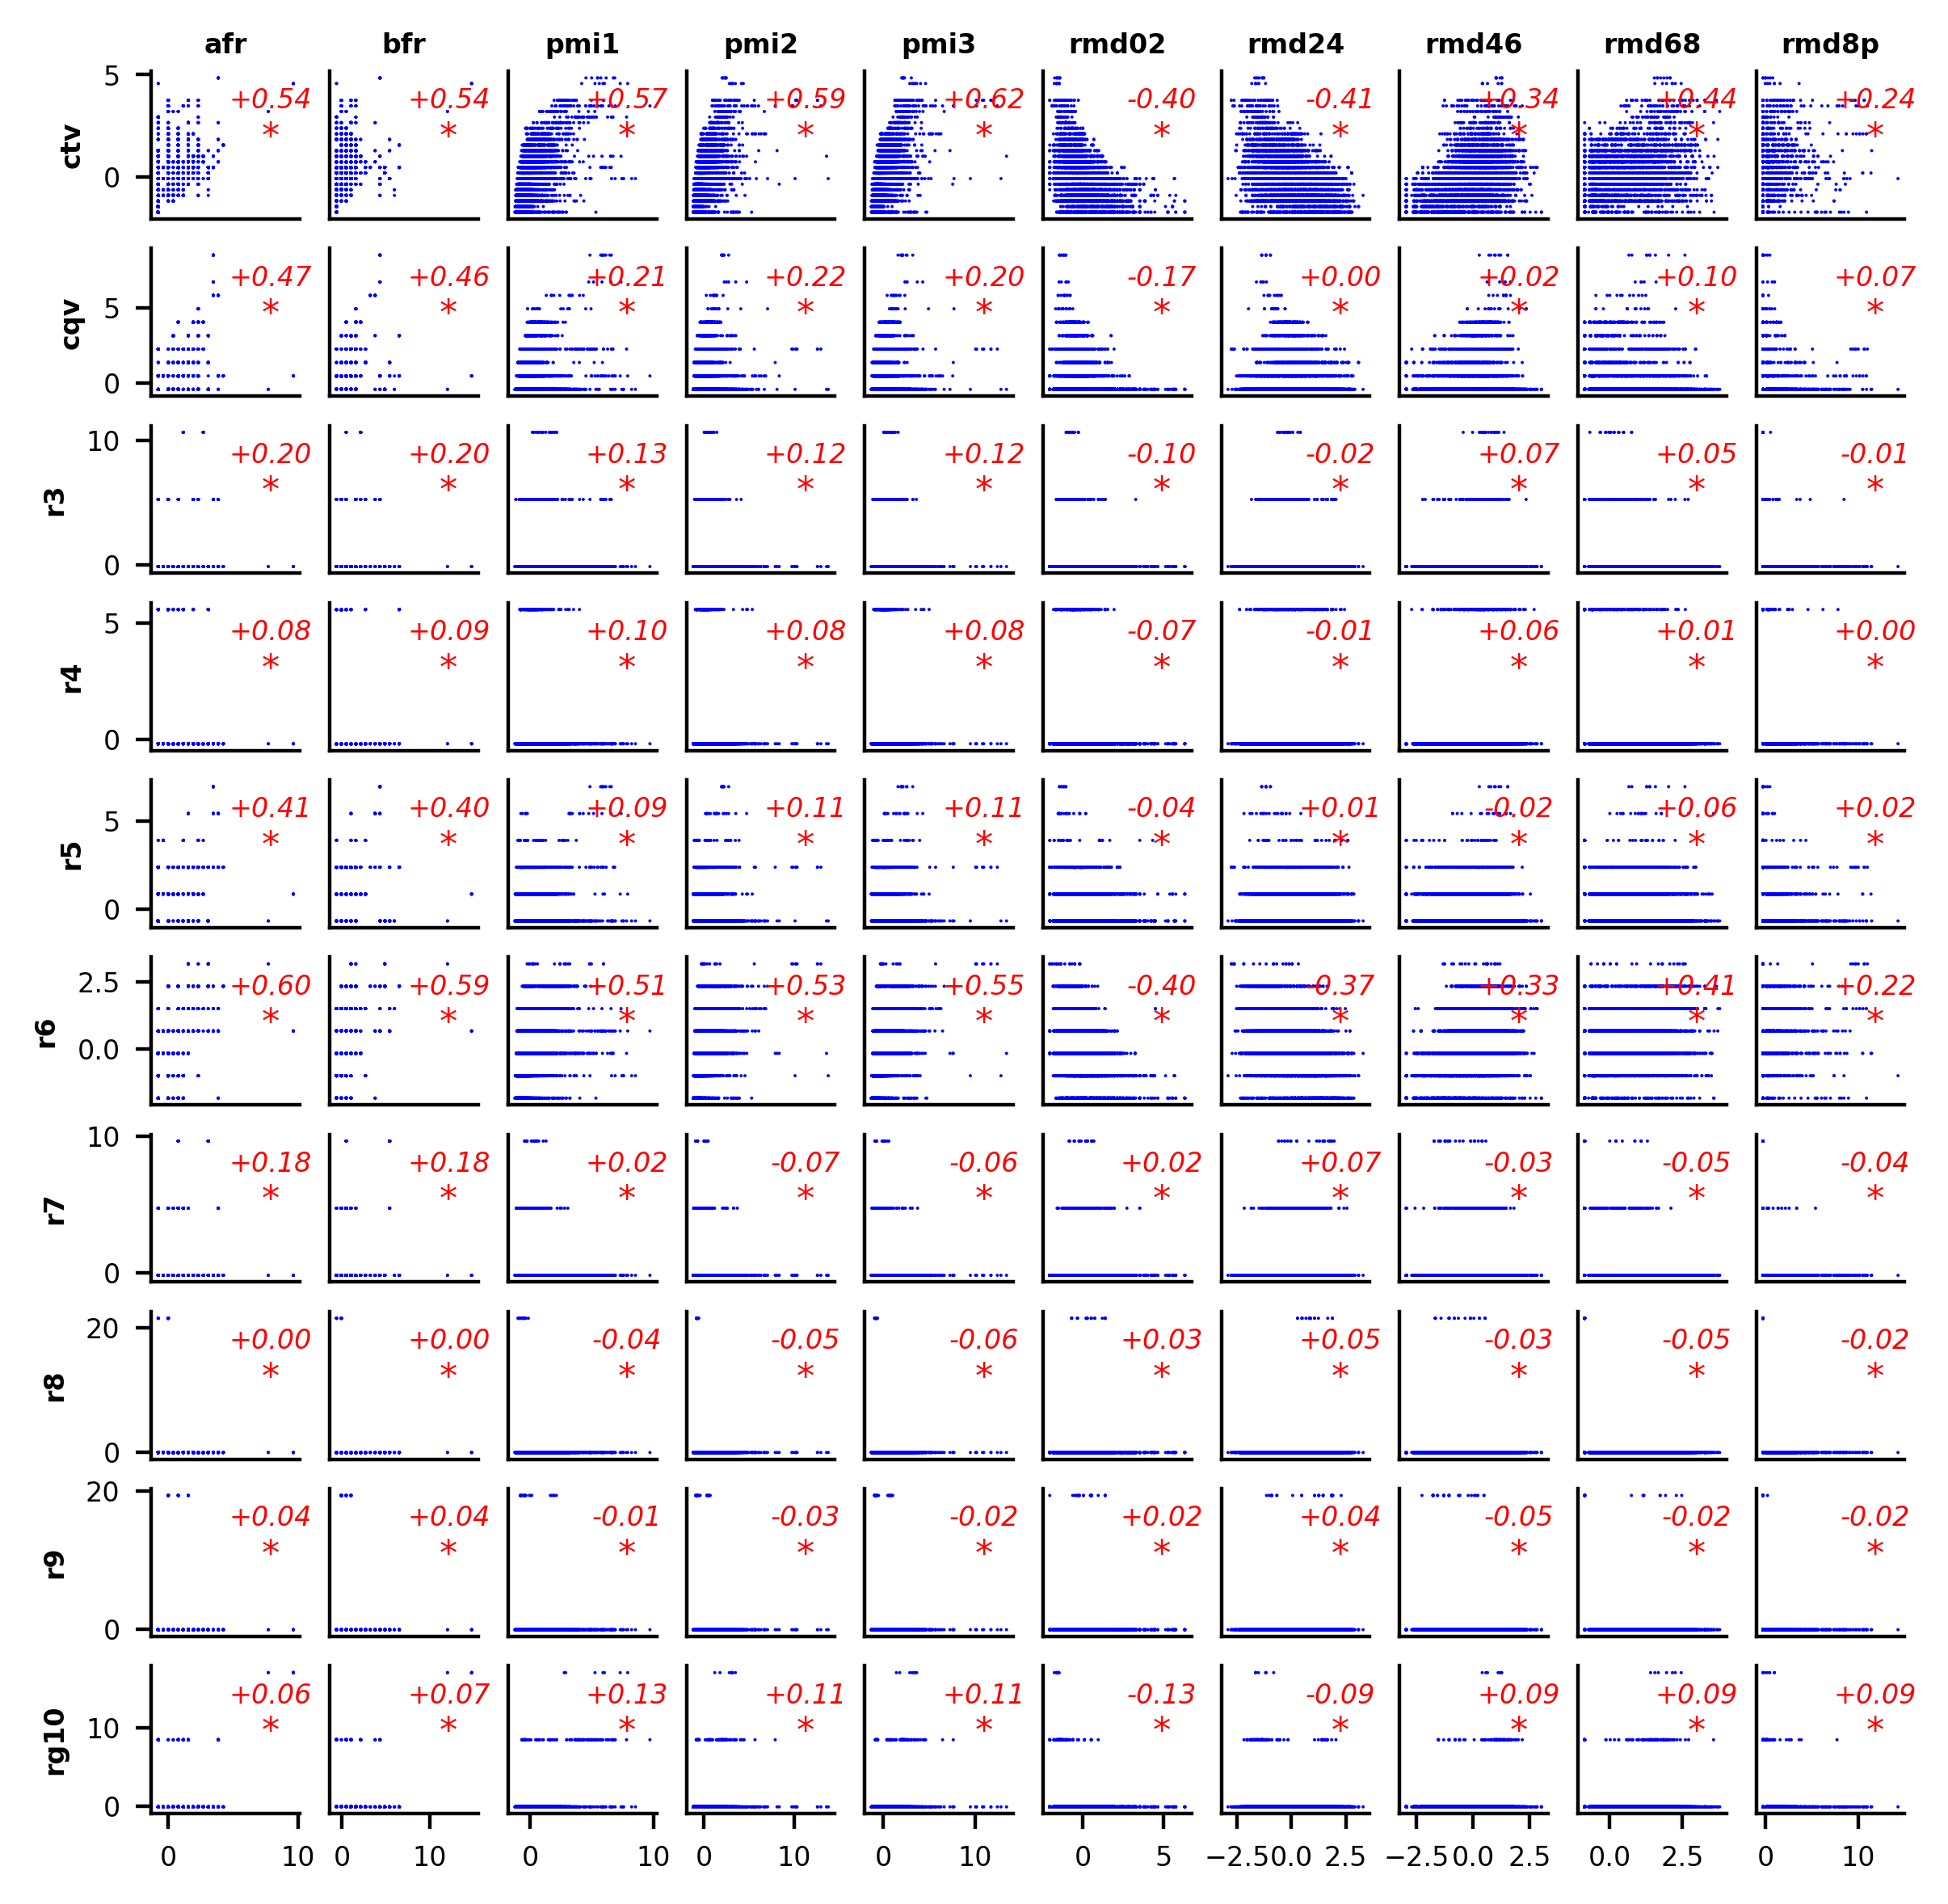 afr bfr pmi1 pmi2 pmi3 rmd02 rmd24 rmd46 rmd68 rmd8p
5
+0.54 +0.54 +0.57 +0.59 +0.62 -0.40 -0.41 +0.34 +0.44 +0.24
* * * * * * * * * *
ctv
0
+0.47 +0.46 +0.21 +0.22 +0.20 -0.17 +0.00 +0.02 +0.10 +0.07
5
* * * * * * * * * *
cqv
0
10
+0.20 +0.20 +0.13 +0.12 +0.12 -0.10 -0.02 +0.07 +0.05 -0.01
* * * * * * * * * *
r3
0
5
+0.08 +0.09 +0.10 +0.08 +0.08 -0.07 -0.01 +0.06 +0.01 +0.00
* * * * * * * * * *
r4
0
+0.41 +0.40 +0.09 +0.11 +0.11 -0.04 +0.01 -0.02 +0.06 +0.02
5
* * * * * * * * * *
r5
0
2.5
+0.60 +0.59 +0.51 +0.53 +0.55 -0.40 -0.37 +0.33 +0.41 +0.22
* * * * * * * * * *
r6
0.0
10
+0.18 +0.18 +0.02 -0.07 -0.06 +0.02 +0.07 -0.03 -0.05 -0.04
* * * * * * * * * *
r7
0
20
+0.00 +0.00 -0.04 -0.05 -0.06 +0.03 +0.05 -0.03 -0.05 -0.02
* * * * * * * * * *
r8
0
20
+0.04 +0.04 -0.01 -0.03 -0.02 +0.02 +0.04 -0.05 -0.02 -0.02
* * * * * * * * * *
r9
0
+0.06 +0.07 +0.13 +0.11 +0.11 -0.13 -0.09 +0.09 +0.09 +0.09
10
* * * * * * * * * *
rg10
0
0 10 0 10 0 10 0 10 0 10 0 5 −2.5 0.0 2.5 −2.5 0.0 2.5 0.0 2.5 0 10